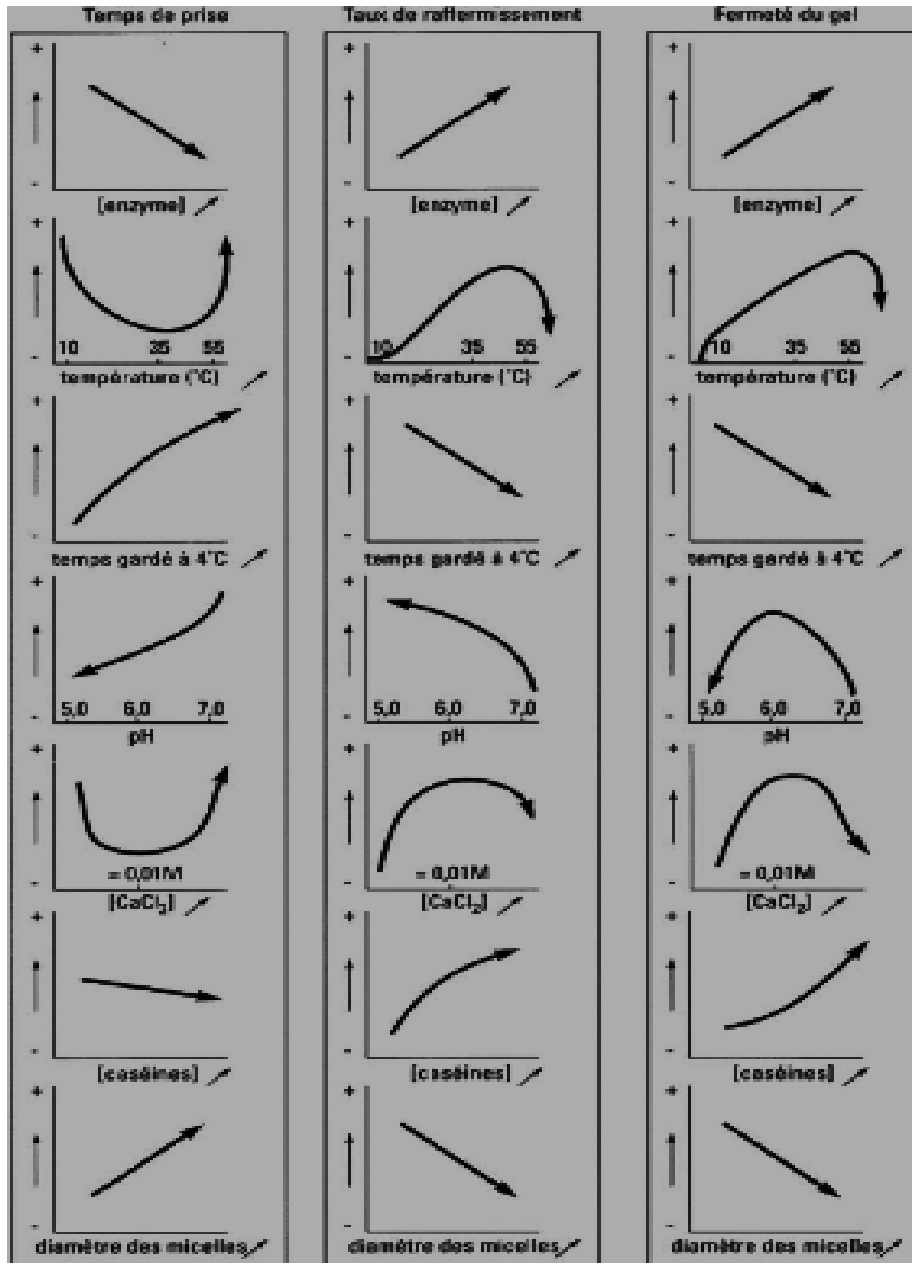 Temps de prise Taux de raffermissement Fermeté du gel
+ + +
- - -
[enzyme] [enzyme] [enzyme]
+ + +
- - -
10 35 55 10 35 55 10 35 55
température (°C) température (°C) température (°C)
+ + +
- - -
temps gardé à 4°C temps gardé à 4°C temps gardé à 4°C
+ + +
- - -
5,0 6,0 7,0 5,0 6,0 7,0 5,0 6,0 7,0
pH pH pH
+ + +
= 0,01M = 0,01M = 0,01M
- - -
[CaCl₂] [CaCl₂] [CaCl₂]
+ + +
- - -
[caséines] [caséines] [caséines]
+ + +
- - -
diamètre des micelles diamètre des micelles diamètre des micelles